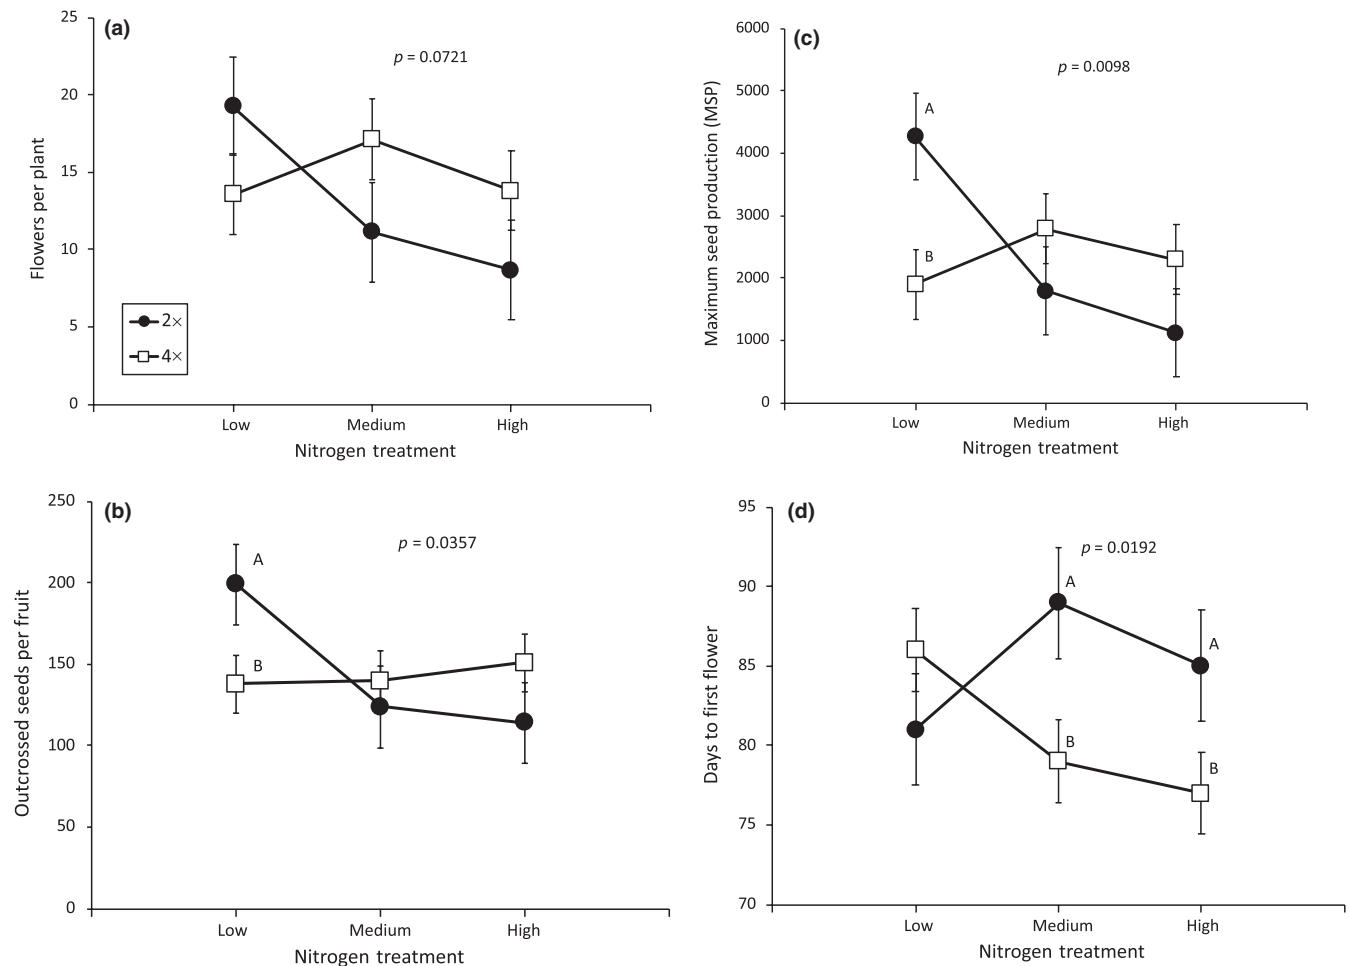 (a)
p = 0.0721
25
20
15
10
5
0
Flowers per plant
2×
4×
Low Medium High
Nitrogen treatment
(c)
p = 0.0098
6000
5000
4000
3000
2000
1000
0
Maximum seed production (MSP)
A
B
Low Medium High
Nitrogen treatment
(b)
p = 0.0357
250
200
150
100
50
0
Outcrossed seeds per fruit
A
B
Low Medium High
Nitrogen treatment
(d)
p = 0.0192
95
90
85
80
75
70
Days to first flower
A
A
B
B
Low Medium High
Nitrogen treatment